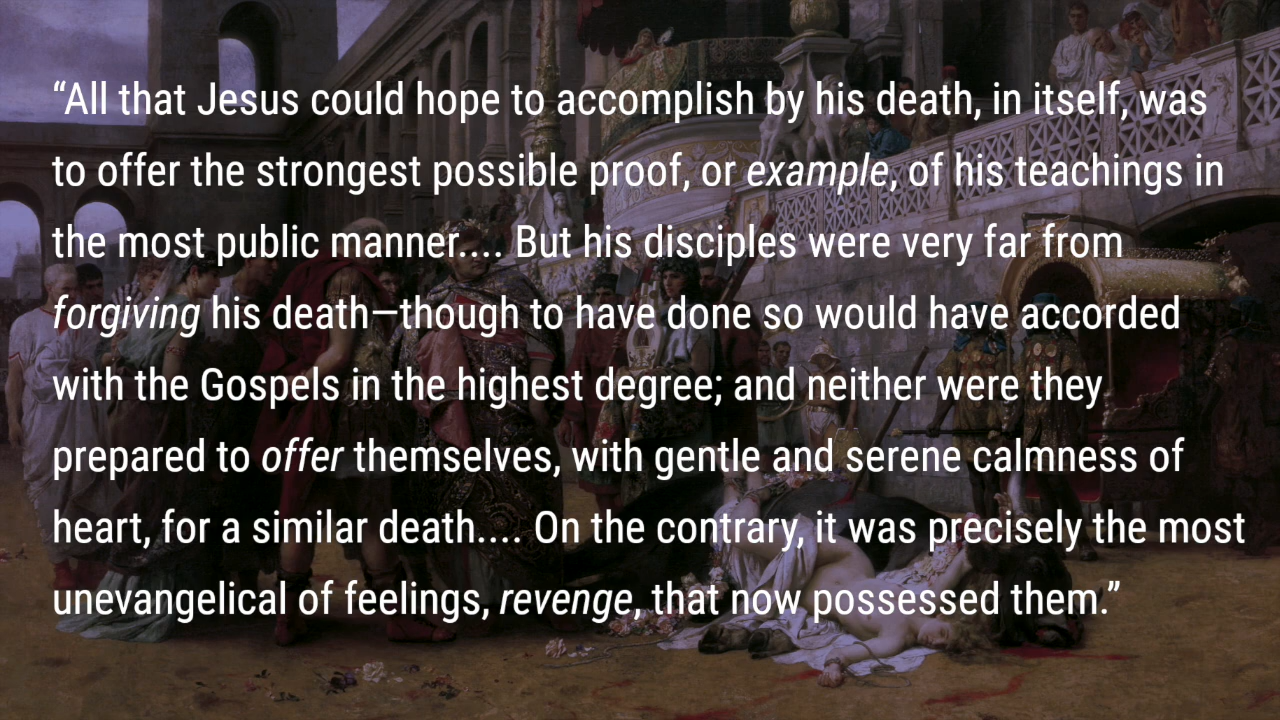 “All that Jesus could hope to accomplish by his death, in itself, was
to offer the strongest possible proof, or example, of his teachings in
the most public manner.... But his disciples were very far from
forgiving his death—though to have done so would have accorded
with the Gospels in the highest degree; and neither were they
prepared to offer themselves, with gentle and serene calmness of
heart, for a similar death.... On the contrary, it was precisely the most
unevangelical of feelings, revenge, that now possessed them.”